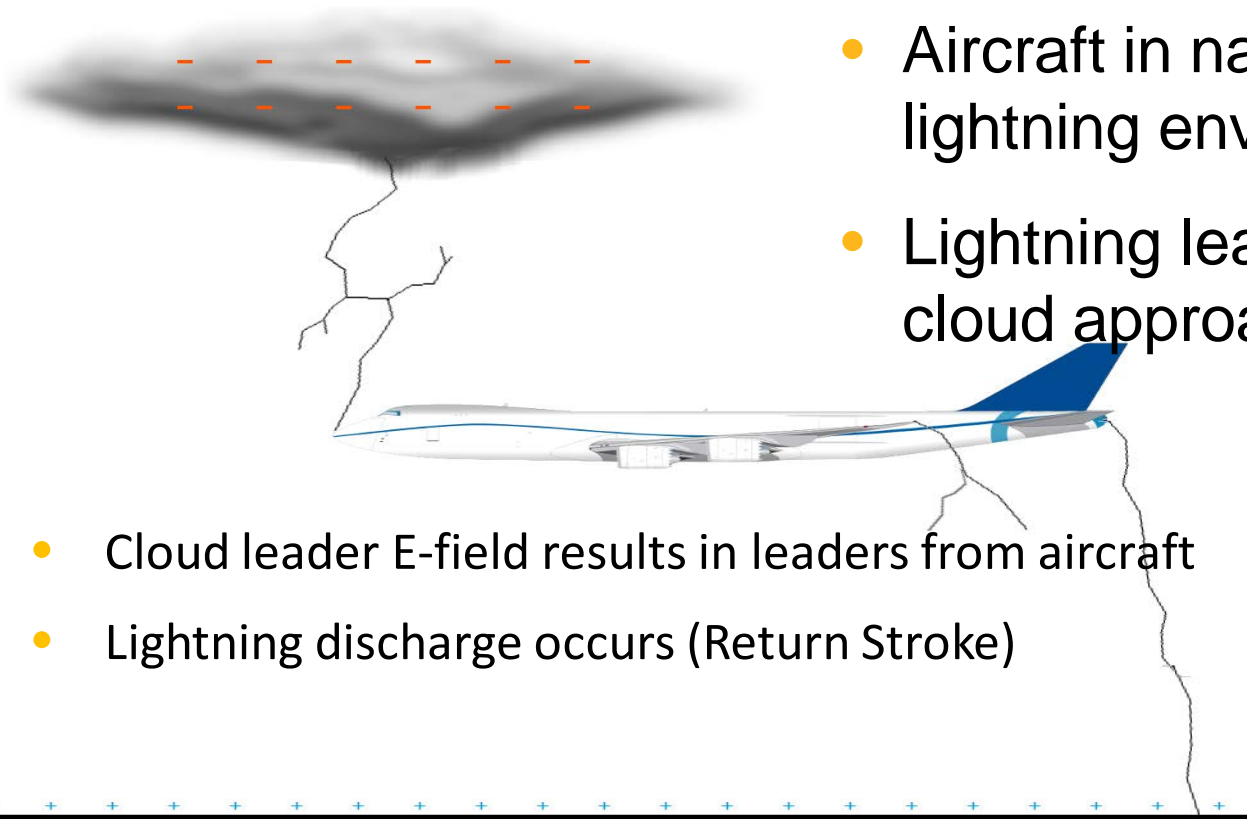 • Aircraft in na
lightning env
• Lightning lea
cloud approa
• Cloud leader E-field results in leaders from aircraft
• Lightning discharge occurs (Return Stroke)